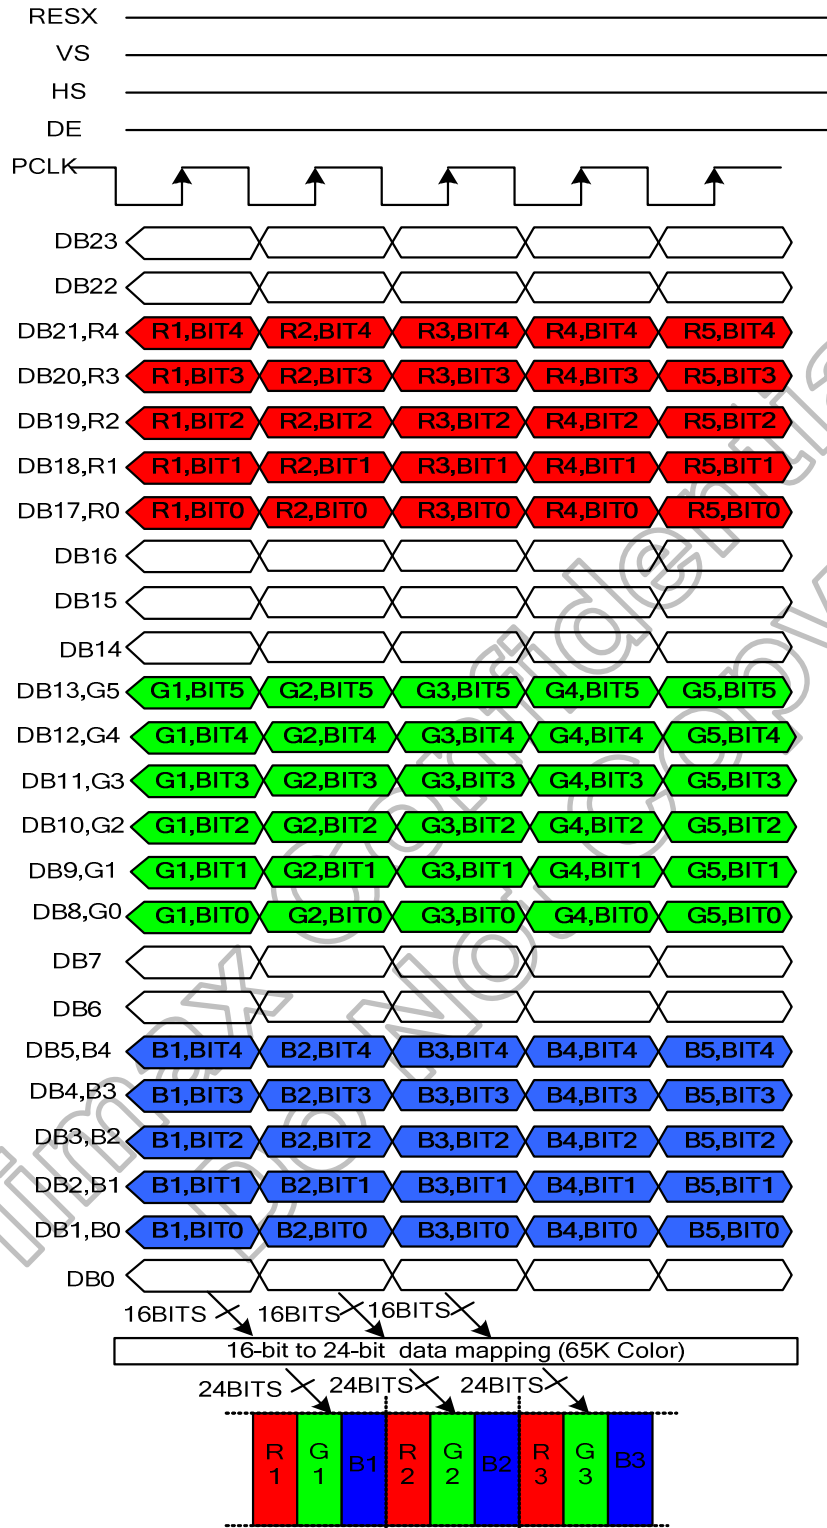 RESX
VS
HS
DE
PCLK
DB23
DB22
DB21,R4 R1,BIT4 R2,BIT4 R3,BIT4 R4,BIT4 R5,BIT4
DB20,R3 R1,BIT3 R2,BIT3 R3,BIT3 R4,BIT3 R5,BIT3
DB19,R2 R1,BIT2 R2,BIT2 R3,BIT2 R4,BIT2 R5,BIT2
DB18,R1 R1,BIT1 R2,BIT1 R3,BIT1 R4,BIT1 R5,BIT1
DB17,R0 R1,BIT0 R2,BIT0 R3,BIT0 R4,BIT0 R5,BIT0
DB16
DB15
DB14
DB13,G5 G1,BIT5 G2,BIT5 G3,BIT5 G4,BIT5 G5,BIT5
DB12,G4 G1,BIT4 G2,BIT4 G3,BIT4 G4,BIT4 G5,BIT4
DB11,G3 G1,BIT3 G2,BIT3 G3,BIT3 G4,BIT3 G5,BIT3
DB10,G2 G1,BIT2 G2,BIT2 G3,BIT2 G4,BIT2 G5,BIT2
DB9,G1 G1,BIT1 G2,BIT1 G3,BIT1 G4,BIT1 G5,BIT1
DB8,G0 G1,BIT0 G2,BIT0 G3,BIT0 G4,BIT0 G5,BIT0
DB7
DB6
DB5,B4 B1,BIT4 B2,BIT4 B3,BIT4 B4,BIT4 B5,BIT4
DB4,B3 B1,BIT3 B2,BIT3 B3,BIT3 B4,BIT3 B5,BIT3
DB3,B2 B1,BIT2 B2,BIT2 B3,BIT2 B4,BIT2 B5,BIT2
DB2,B1 B1,BIT1 B2,BIT1 B3,BIT1 B4,BIT1 B5,BIT1
DB1,B0 B1,BIT0 B2,BIT0 B3,BIT0 B4,BIT0 B5,BIT0
DB0
16BITS 16BITS 16BITS
16-bit to 24-bit data mapping (65K Color)
24BITS 24BITS 24BITS
R1 G1 B1 R2 G2 B2 R3 G3 B3
imax Confidentia
Do Not Copy